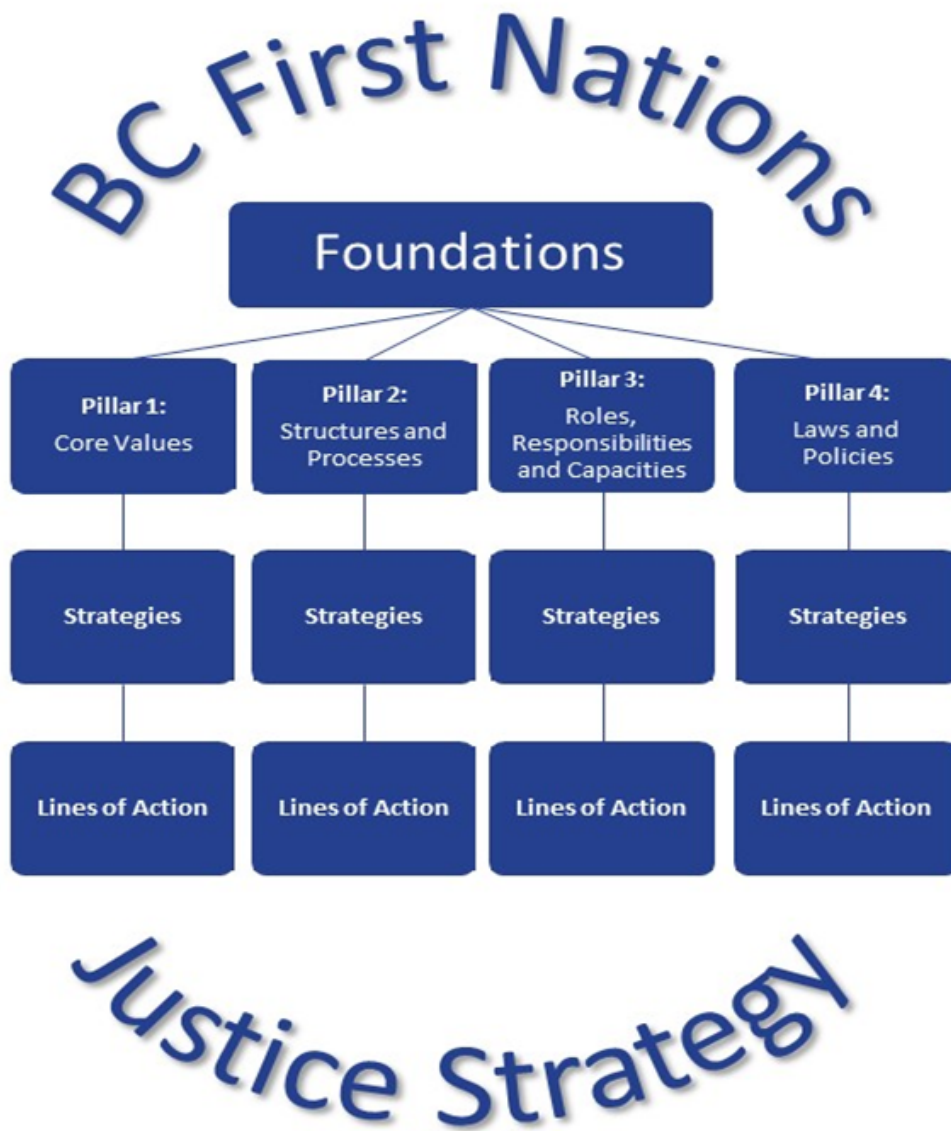 BC First Nations
Foundations
Pillar 1:
Core Values
Pillar 2:
Structures and
Processes
Pillar 3:
Roles,
Responsibilities
and Capacities
Pillar 4:
Laws and
Policies
Strategies
Strategies
Strategies
Strategies
Lines of Action
Lines of Action
Lines of Action
Lines of Action
Justice Strategy